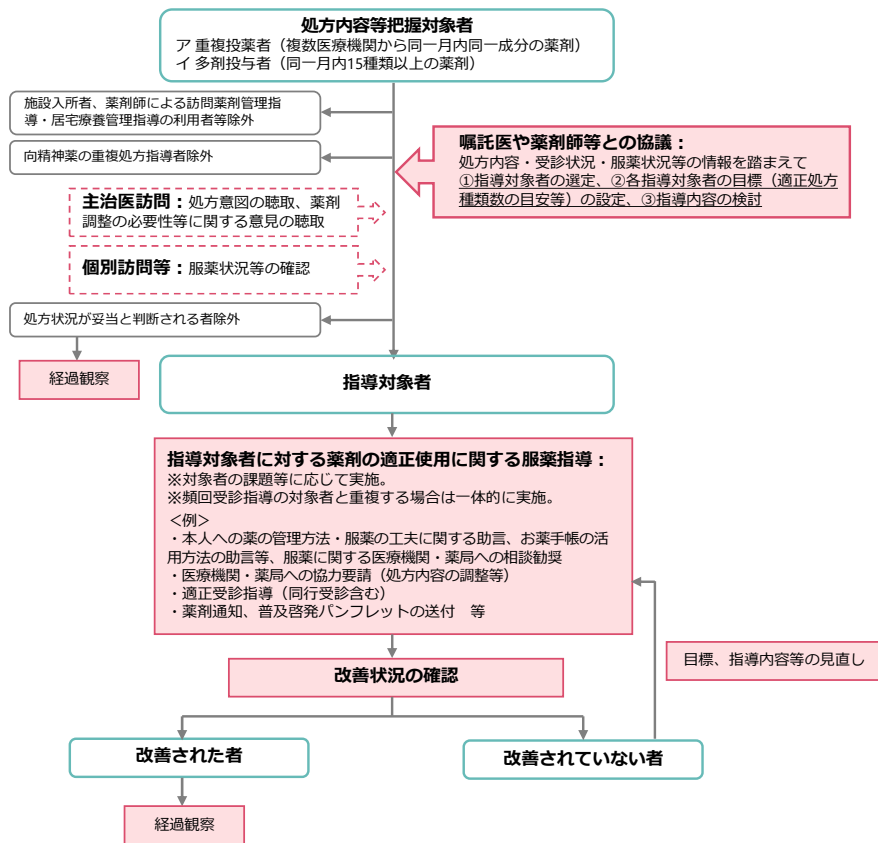 処方内容等把握対象者
ア 重複投薬者（複数医療機関から同一月内同一成分の薬剤）
イ 多剤投与者（同一月内15種類以上の薬剤）
施設入所者、薬剤師による訪問薬剤管理指
導・居宅療養管理指導の利用者等除外
向精神薬の重複処方指導者除外
嘱託医や薬剤師等との協議：
処方内容・受診状況・服薬状況等の情報を踏まえて
①指導対象者の選定、②各指導対象者の目標（適正処方
種類数の目安等）の設定、③指導内容の検討
主治医訪問：処方意図の聴取、薬剤
調整の必要性等に関する意見の聴取
個別訪問等：服薬状況等の確認
処方状況が妥当と判断される者除外
経過観察
指導対象者
指導対象者に対する薬剤の適正使用に関する服薬指導：
※対象者の課題等に応じて実施。
※頻回受診指導の対象者と重複する場合は一体的に実施。
＜例＞
・本人への薬の管理方法・服薬の工夫に関する助言、お薬手帳の活
用方法の助言等、服薬に関する医療機関・薬局への相談勧奨
・医療機関・薬局への協力要請（処方内容の調整等）
・適正受診指導（同行受診含む）
・薬剤通知、普及啓発パンフレットの送付　等
目標、指導内容等の見直し
改善状況の確認
改善された者
改善されていない者
経過観察